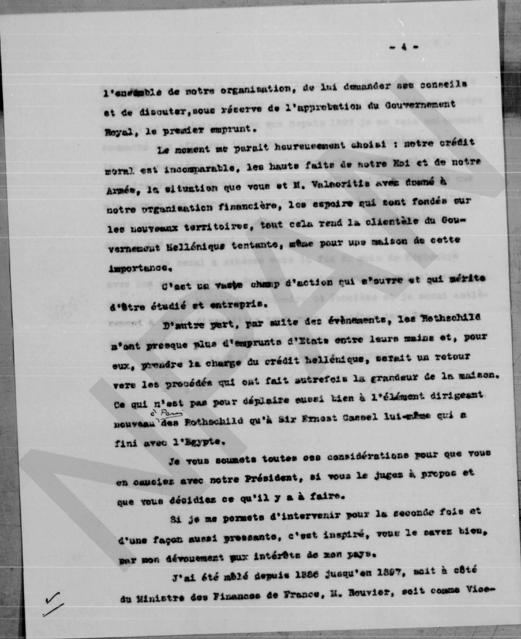 - 4 -
l'ensemble de notre organisation, de lui demander ses conseils
et de discuter,sous réserve de l'approbation du Gouvernement
Royal, le premier emprunt.
Le moment me paraît heureusement choisi : notre crédit
moral est incomparable, les hauts faits de notre Roi et de notre
Armée, la situation que vous et M. Valaoritis avez donné à
notre organisation financière, les espoirs qui sont fondés sur
les nouveaux territoires, tout cela rend la clientèle du Gou-
vernement Hellénique tentante, même pour une maison de cette
importance.
C'est un vaste champ d'action qui s'ouvre et qui mérite
d'être étudié et entrepris.
D'autre part, par suite des évènements, les Rothschild
n'ont presque plus d'emprunts d'Etats entre leurs mains et, pour
eux, prendre la charge du crédit hellénique, serait un retour
vers les procédés qui ont fait autrefois la grandeur de la maison.
Ce qui n'est pas pour déplaire aussi bien à l'élément dirigeant
à Paris
nouveau des Rothschild qu'à Sir Ernest Cassel lui-même qui a
fini avec l'Egypte.
Je vous soumets toutes ces considérations pour que vous
en causiez avec notre Président, si vous le jugez à propos et
que vous décidiez ce qu'il y a à faire.
Si je me permets d'intervenir pour la seconde fois et
d'une façon aussi pressante, c'est inspiré, vous le savez bien,
par mon dévouement aux intérêts de mon pays.
J'ai été mêlé depuis 1886 jusqu'en 1897, soit à côté
du Ministre des Finances de France, M. Rouvier, soit comme Vice-